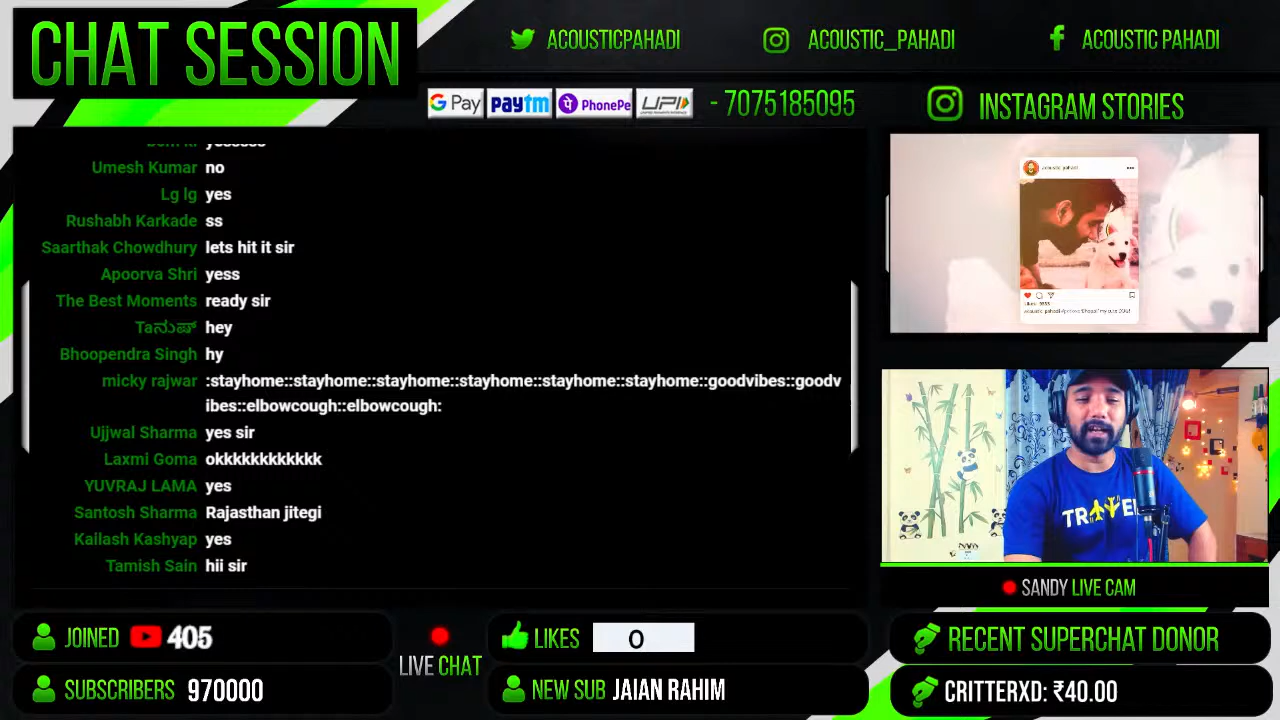 CHAT SESSION
ACOUSTICPAHADI
ACOUSTIC_PAHADI
ACOUSTIC PAHADI
G Pay paytm PhonePe UPI - 7075185095
INSTAGRAM STORIES
Umesh Kumar no
Lg lg yes
Rushabh Karkade ss
Saarthak Chowdhury lets hit it sir
Apoorva Shri yess
The Best Moments ready sir
Taನುಷ್ hey
Bhoopendra Singh hy
micky rajwar :stayhome::stayhome::stayhome::stayhome::stayhome::stayhome::goodvibes::goodv
ibes::elbowcough::elbowcough:
Ujjwal Sharma yes sir
Laxmi Goma okkkkkkkkkkkk
YUVRAJ LAMA yes
Santosh Sharma Rajasthan jitegi
Kailash Kashyap yes
Tamish Sain hii sir
acoustic_pahadi
TRAVEL
SANDY LIVE CAM
JOINED 405
LIVE CHAT
LIKES 0
RECENT SUPERCHAT DONOR
SUBSCRIBERS 970000
NEW SUB JAIAN RAHIM
CRITTERXD: ₹40.00